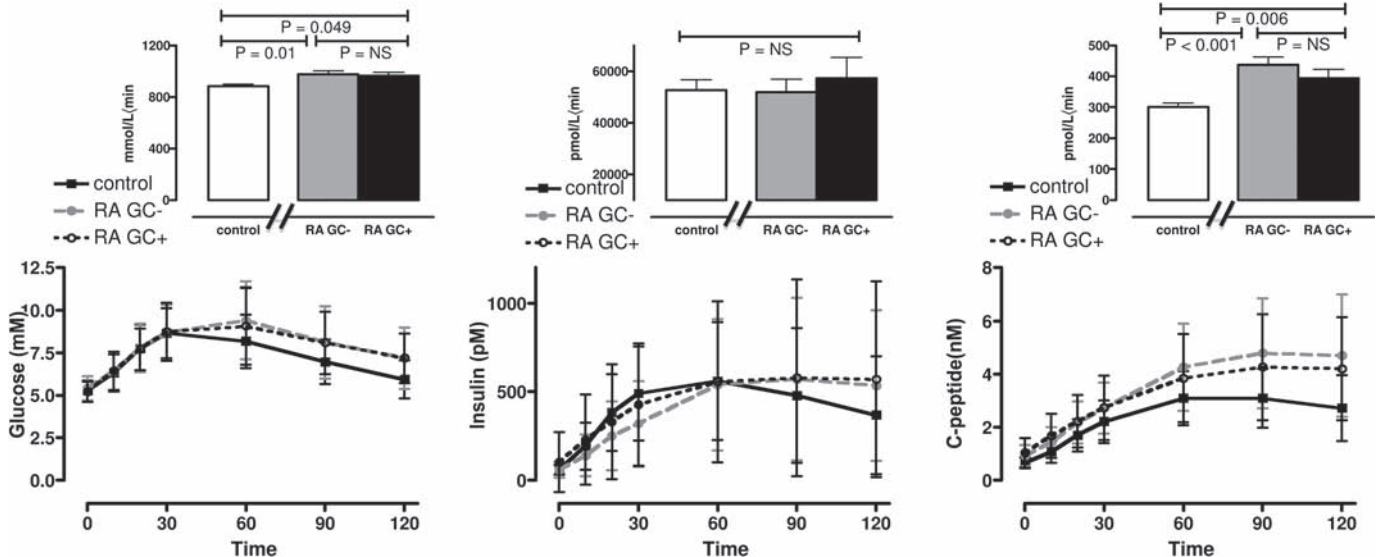 P = 0.049
P = 0.01
P = NS
1200
800
400
0
mmol/L(min
control
RA GC-
RA GC+
control
RA GC-
RA GC+
12.5
10.0
7.5
5.0
2.5
0.0
Glucose (mM)
0
30
60
90
120
Time
P = NS
60000
40000
20000
pmol/L(min
control
RA GC-
RA GC+
control
RA GC-
RA GC+
1000
500
0
Insulin (pM)
0
30
60
90
120
Time
P = 0.006
P < 0.001
P = NS
500
400
300
200
100
0
pmol/L(min
control
RA GC-
RA GC+
control
RA GC-
RA GC+
8
6
4
2
0
C-peptide(nM)
0
30
60
90
120
Time